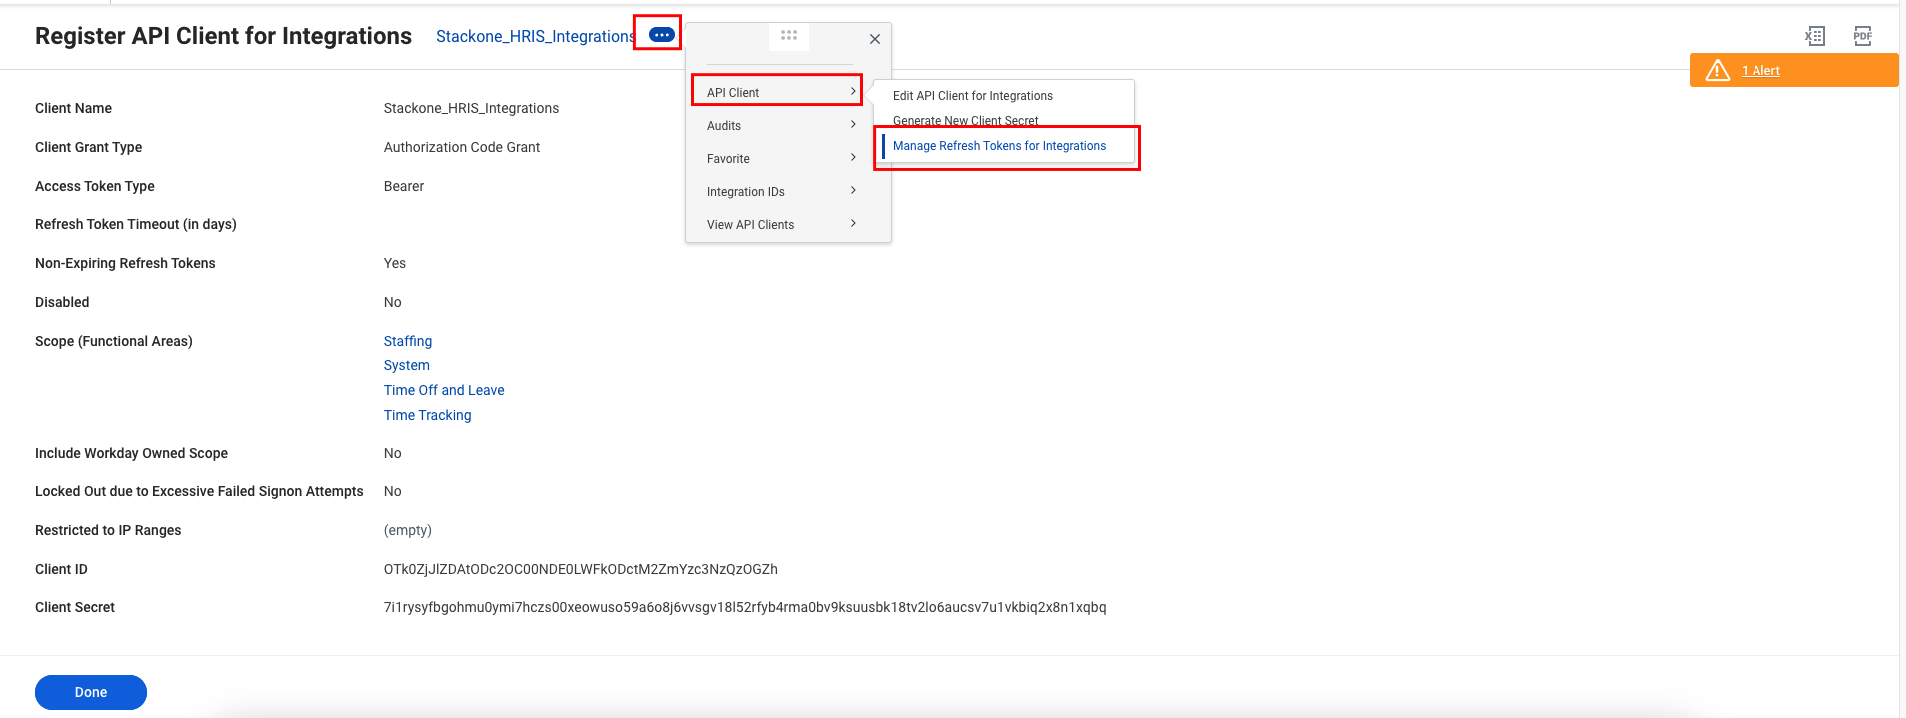 Register API Client for Integrations Stackone_HRIS_Integrations
PDF
1 Alert
API Client
Audits
Favorite
Integration IDs
View API Clients
Edit API Client for Integrations
Generate New Client Secret
Manage Refresh Tokens for Integrations
Client Name Stackone_HRIS_Integrations
Client Grant Type Authorization Code Grant
Access Token Type Bearer
Refresh Token Timeout (in days)
Non-Expiring Refresh Tokens Yes
Disabled No
Scope (Functional Areas) Staffing
System
Time Off and Leave
Time Tracking
Include Workday Owned Scope No
Locked Out due to Excessive Failed Signon Attempts No
Restricted to IP Ranges (empty)
Client ID OTk0ZjJlZDAtODc2OC00NDE0LWFkODctM2ZmYzc3NzQzOGZh
Client Secret 7i1rysyfbgohmu0ymi7hczs00xeowuso59a6o8j6vvsgv18l52rfyb4rma0bv9ksuusbk18tv2lo6aucsv7u1vkbiq2x8n1xqbq
Done